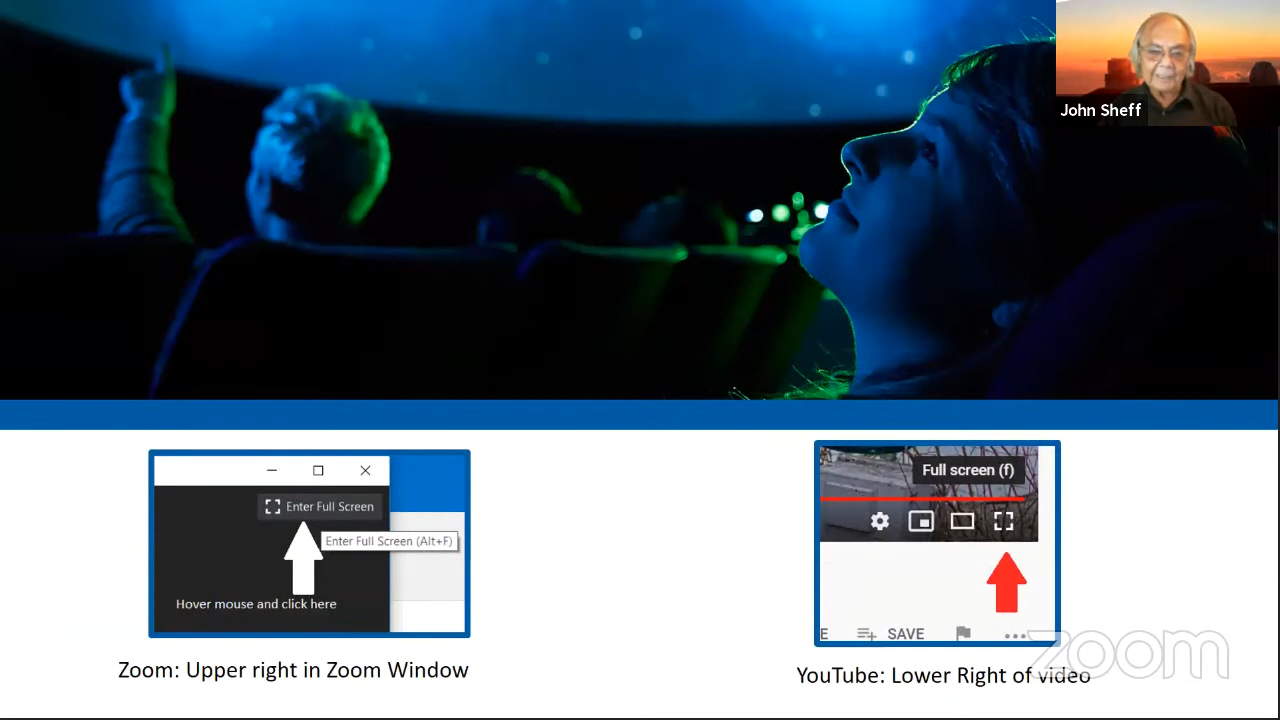 John Sheff
Enter Full Screen
Enter Full Screen (Alt+F)
Hover mouse and click here
Zoom: Upper right in Zoom Window
Full screen (f)
E SAVE
YouTube: Lower Right of video
zoom